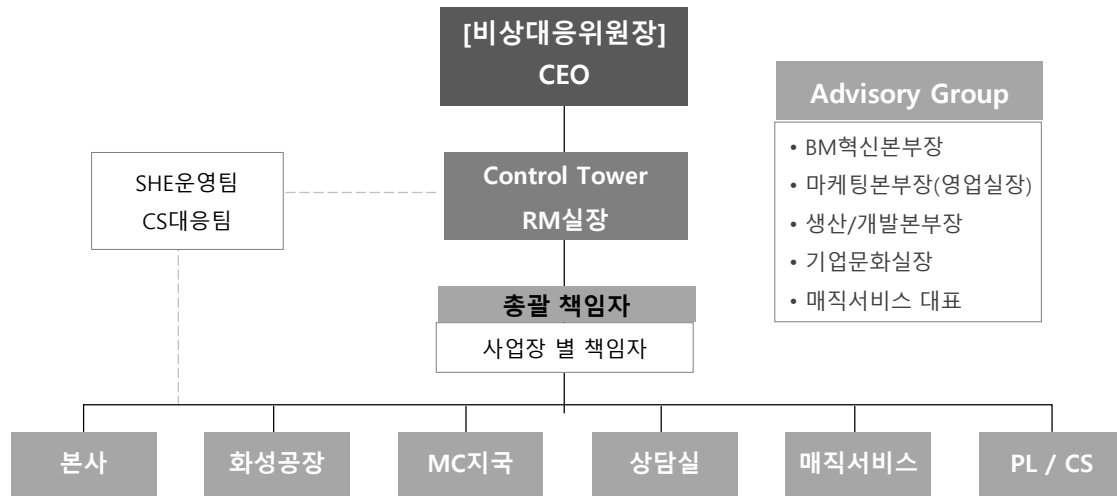 [비상대응위원장]
CEO
Advisory Group
• BM혁신본부장
• 마케팅본부장(영업실장)
• 생산/개발본부장
• 기업문화실장
• 매직서비스 대표
SHE운영팀
CS대응팀
Control Tower
RM실장
총괄 책임자
사업장 별 책임자
본사
화성공장
MC지국
상담실
매직서비스
PL / CS